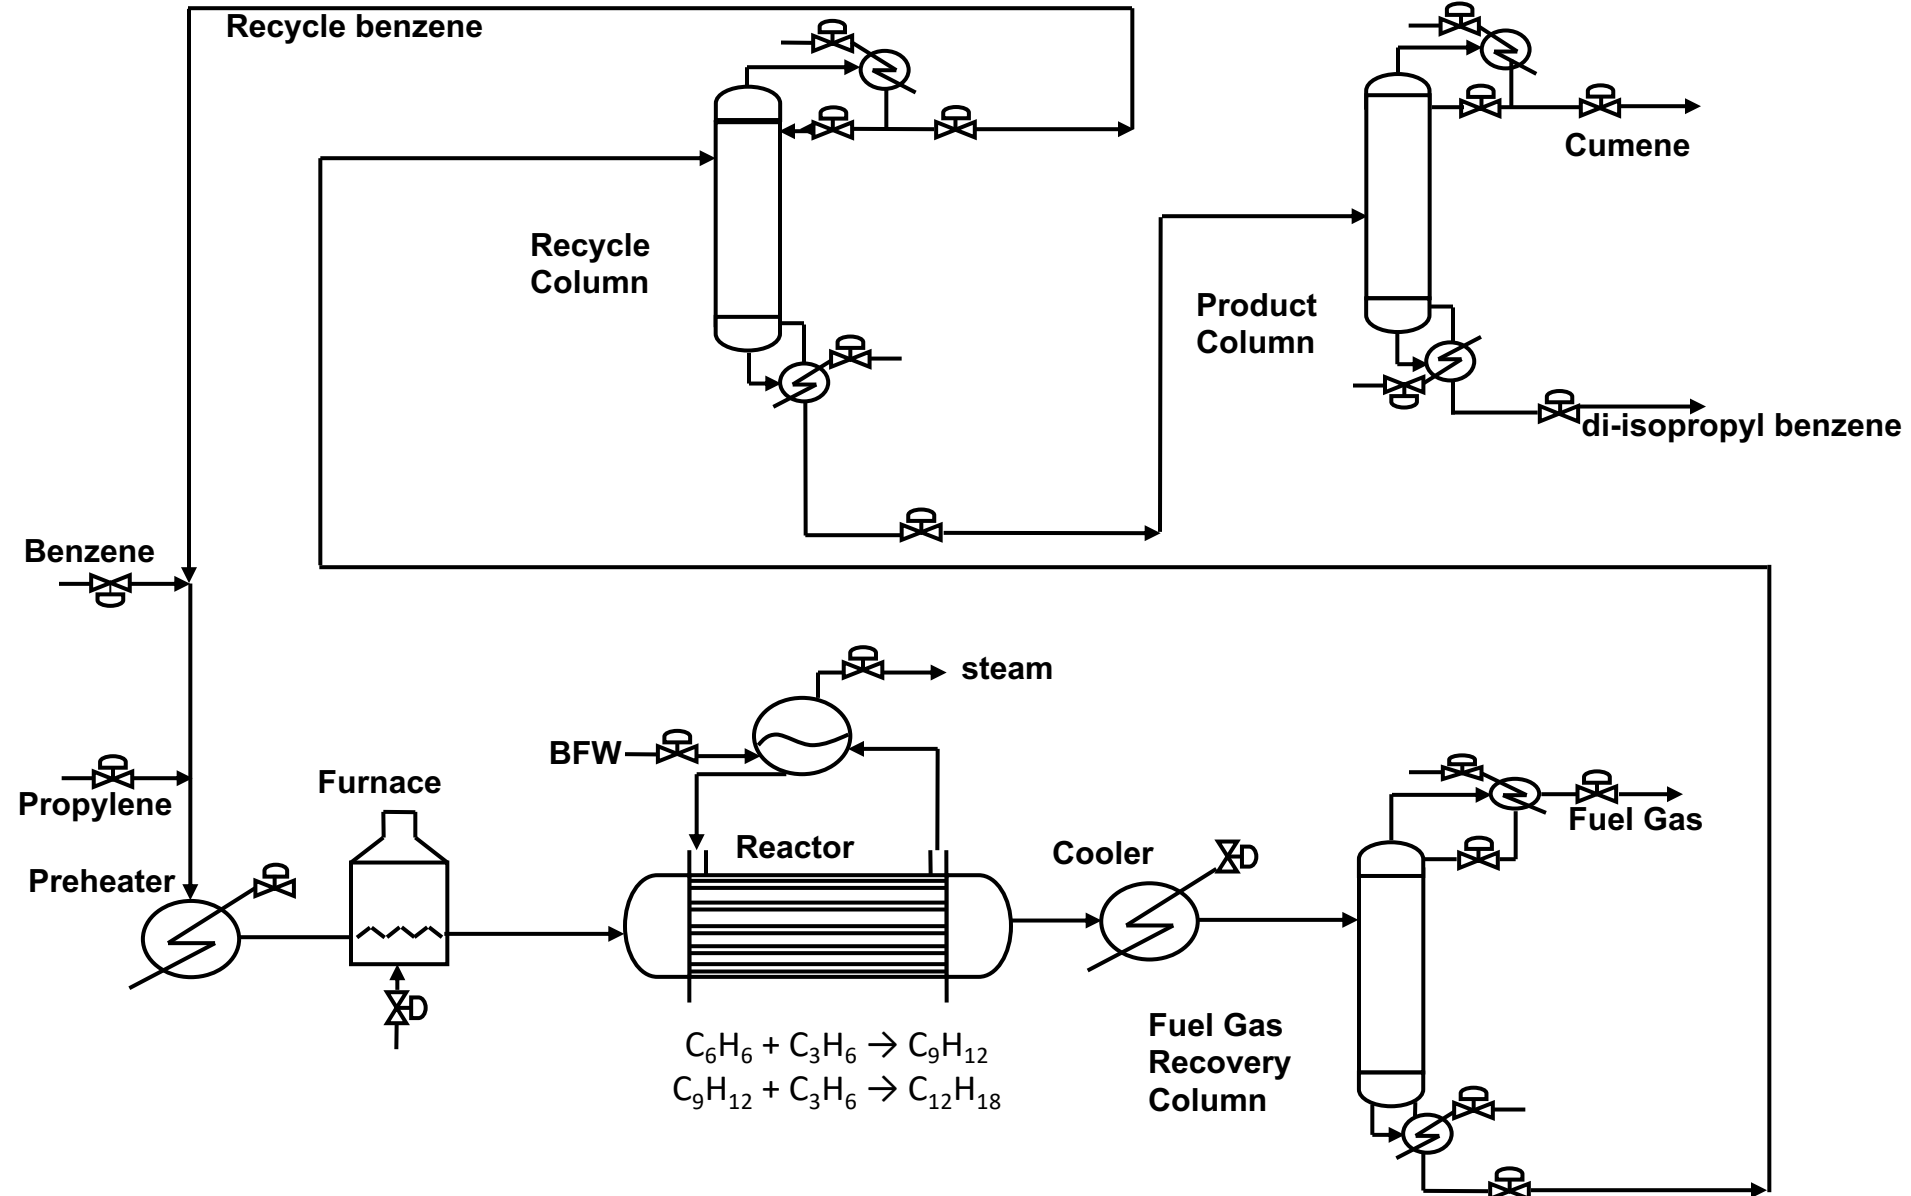 Recycle benzene
Cumene
Recycle
Column
Product
Column
di-isopropyl benzene
Benzene
steam
BFW
Propylene
Furnace
Fuel Gas
Preheater
Reactor
Cooler
C₆H₆ + C₃H₆ → C₉H₁₂
C₉H₁₂ + C₃H₆ → C₁₂H₁₈
Fuel Gas
Recovery
Column